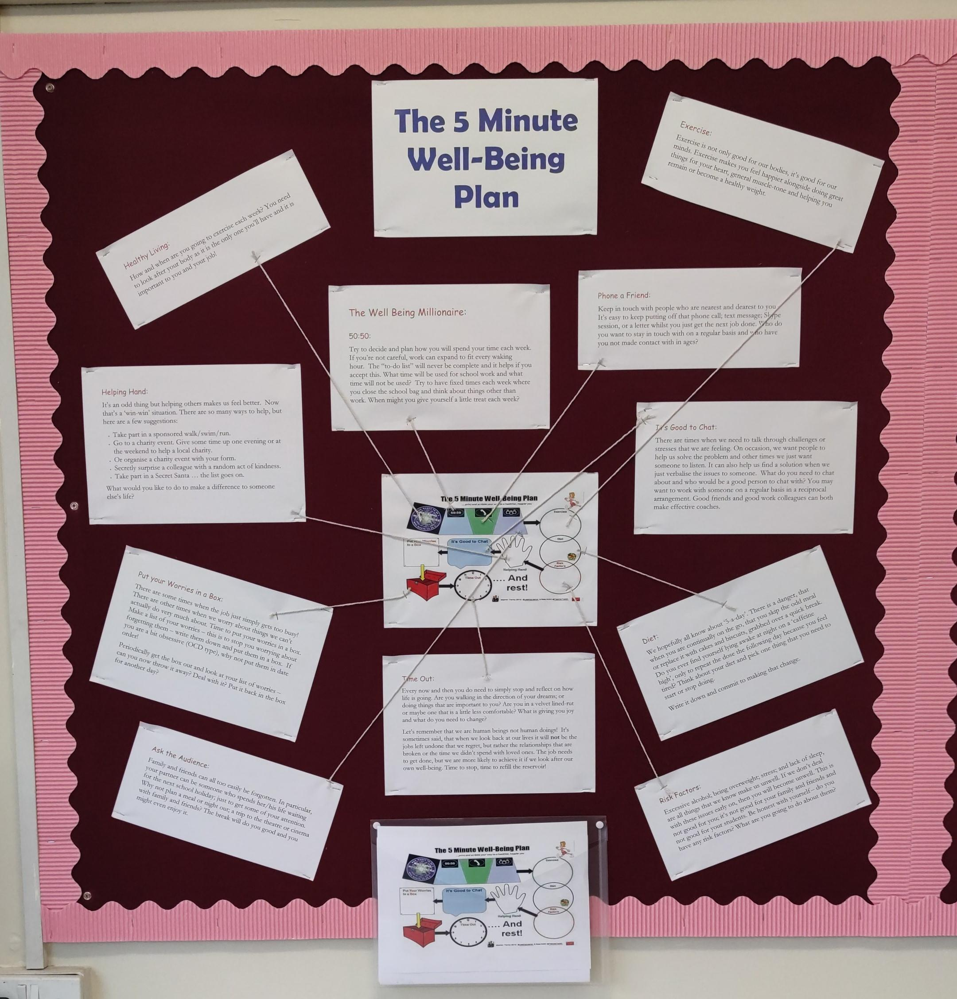 The 5 Minute
Well-Being
Plan
Exercise:
Exercise is not only good for our bodies, it's good for our
minds. Exercise makes you feel happier alongside doing great
things for your heart, general muscle-tone and helping you
remain or become a healthy weight.
Healthy Living:
How and when are you going to exercise each week? You need
to look after your body as it is the only one you'll have and it is
important to you and your job!
The Well Being Millionaire:
50:50:
Try to decide and plan how you will spend your time each week.
If you're not careful, work can expand to fit every waking
hour. The "to-do list" will never be complete and it helps if you
accept this. What time will be used for school work and what
time will not be used? Try to have fixed times each week where
you close the school bag and think about things other than
work. When might you give yourself a little treat each week?
Phone a Friend:
Keep in touch with people who are nearest and dearest to you
It's easy to keep putting off that phone call; text message; Skype
session, or a letter whilst you just get the next job done. Who do
you want to stay in touch with on a regular basis and who have
you not made contact with in ages?
Helping Hand:
It's an odd thing but helping others makes us feel better. Now
that's a 'win-win' situation. There are so many ways to help, but
here are a few suggestions:
. Take part in a sponsored walk/swim/run.
. Go to a charity event. Give some time up one evening or at
the weekend to help a local charity.
. Or organise a charity event with your form.
. Secretly surprise a colleague with a random act of kindness.
. Take part in a Secret Santa … the list goes on.
What would you like to do to make a difference to someone
else's life?
It's Good to Chat:
There are times when we need to talk through challenges or
stresses that we are feeling. On occasion, we want people to
help us solve the problem and other times we just want
someone to listen. It can also help us find a solution when we
just verbalise the issues to someone. What do you need to chat
about and who would be a good person to chat with? You may
want to work with someone on a regular basis in a reciprocal
arrangement. Good friends and good work colleagues can both
make effective coaches.
The 5 Minute Well-Being Plan
50:50
Exercise
Put Your Worries
In a Box
It's Good to Chat
Diet
Risk
Factors
Helping Hand
Time Out
.... And
rest!
Put your Worries in a Box:
There are some times when the job just simply gets too busy!
There are other times when we worry about things we can't
actually do very much about. Time to put your worries in a box.
Make a list of your worries – this is to stop you worrying about
forgetting them – write them down and put them in a box. If
you are a bit obsessive (OCD type), why not put them in date
order!
Periodically get the box out and look at your list of worries –
can you now throw it away? Deal with it? Put it back in the box
for another day?
Diet:
We hopefully all know about '5-a-day'. There is a danger, that
when you are continually on the go, that you skip the odd meal
or replace it with cakes and biscuits, grabbed over a quick break.
Do you ever find yourself lying awake at night on a 'caffeine
high', only to repeat the dose the following day because you feel
tired? Think about your diet and pick one thing that you need to
start or stop doing.
Write it down and commit to making that change.
Time Out:
Every now and then you do need to simply stop and reflect on how
life is going. Are you walking in the direction of your dreams; or
doing things that are important to you? Are you in a velvet lined-rut
or maybe one that is a little less comfortable? What is giving you joy
and what do you need to change?
Let's remember that we are human beings not human doings! It's
sometimes said, that when we look back at our lives it will not be the
jobs left undone that we regret, but rather the relationships that are
broken or the time we didn't spend with loved ones. The job needs
to get done, but we are more likely to achieve it if we look after our
own well-being. Time to stop, time to refill the reservoir!
Ask the Audience:
Family and friends can all too easily be forgotten. In particular,
your partner can be someone who spends her/his life waiting
for the next school holiday; just to get some of your attention.
Why not plan a meal or night out; a trip to the theatre or cinema
with family and friends? The break will do you good and you
might even enjoy it.
Risk Factors:
Excessive alcohol; being overweight; stress; and lack of sleep,
are all things that we know make us unwell. If we don't deal
with these issues early on, then you will become unwell. This is
not good for you; it's not good for your family and friends and
not good for your students. Be honest with yourself – do you
have any risk factors? What are you going to do about them?
The 5 Minute Well-Being Plan
...print and scribble your way to a healthier, happier you
50:50
Exercise
Put Your Worries
In a Box
It's Good to Chat
Diet
Risk
Factors
Helping Hand
Time Out
.... And
rest!